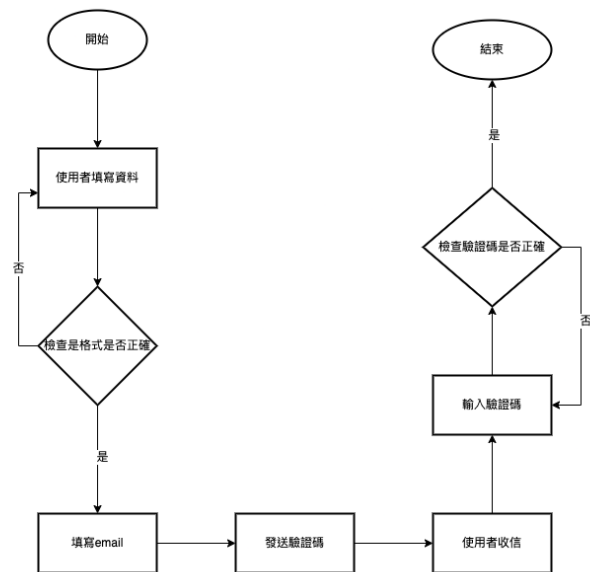 開始
使用者填寫資料
否
檢查是格式是否正確
是
填寫email
發送驗證碼
使用者收信
輸入驗證碼
否
檢查驗證碼是否正確
是
結束